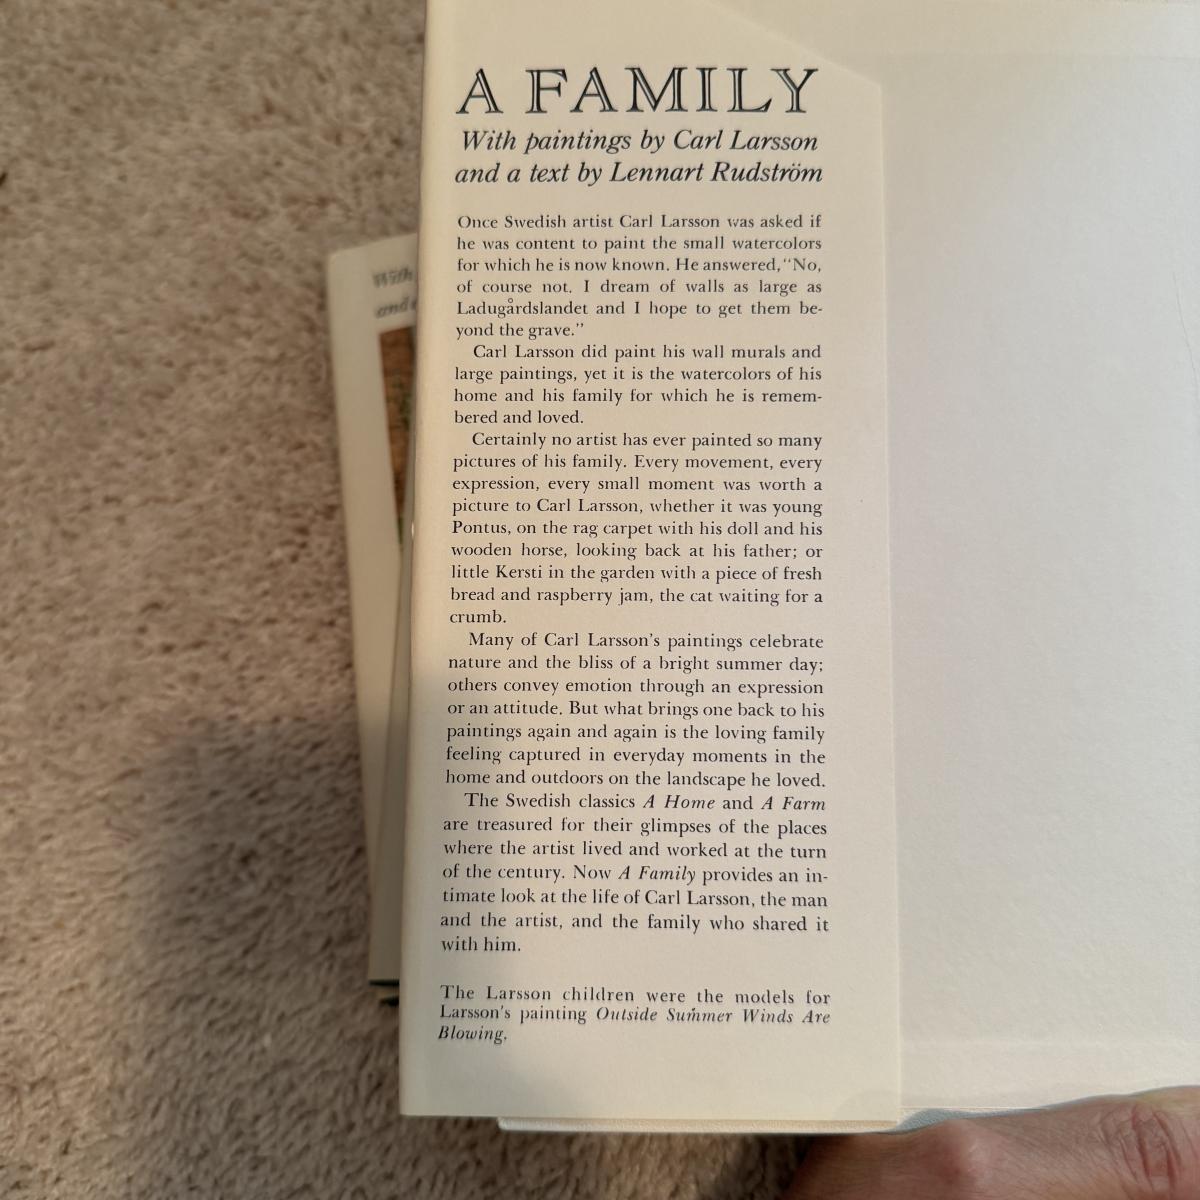 A FAMILY
With paintings by Carl Larsson
and a text by Lennart Rudström
Once Swedish artist Carl Larsson was asked if
he was content to paint the small watercolors
for which he is now known. He answered, “No,
of course not. I dream of walls as large as
Ladugårdslandet and I hope to get them be-
yond the grave.”
Carl Larsson did paint his wall murals and
large paintings, yet it is the watercolors of his
home and his family for which he is remem-
bered and loved.
Certainly no artist has ever painted so many
pictures of his family. Every movement, every
expression, every small moment was worth a
picture to Carl Larsson, whether it was young
Pontus, on the rag carpet with his doll and his
wooden horse, looking back at his father; or
little Kersti in the garden with a piece of fresh
bread and raspberry jam, the cat waiting for a
crumb.
Many of Carl Larsson’s paintings celebrate
nature and the bliss of a bright summer day;
others convey emotion through an expression
or an attitude. But what brings one back to his
paintings again and again is the loving family
feeling captured in everyday moments in the
home and outdoors on the landscape he loved.
The Swedish classics A Home and A Farm
are treasured for their glimpses of the places
where the artist lived and worked at the turn
of the century. Now A Family provides an in-
timate look at the life of Carl Larsson, the man
and the artist, and the family who shared it
with him.
The Larsson children were the models for
Larsson’s painting Outside Summer Winds Are
Blowing.
With
and